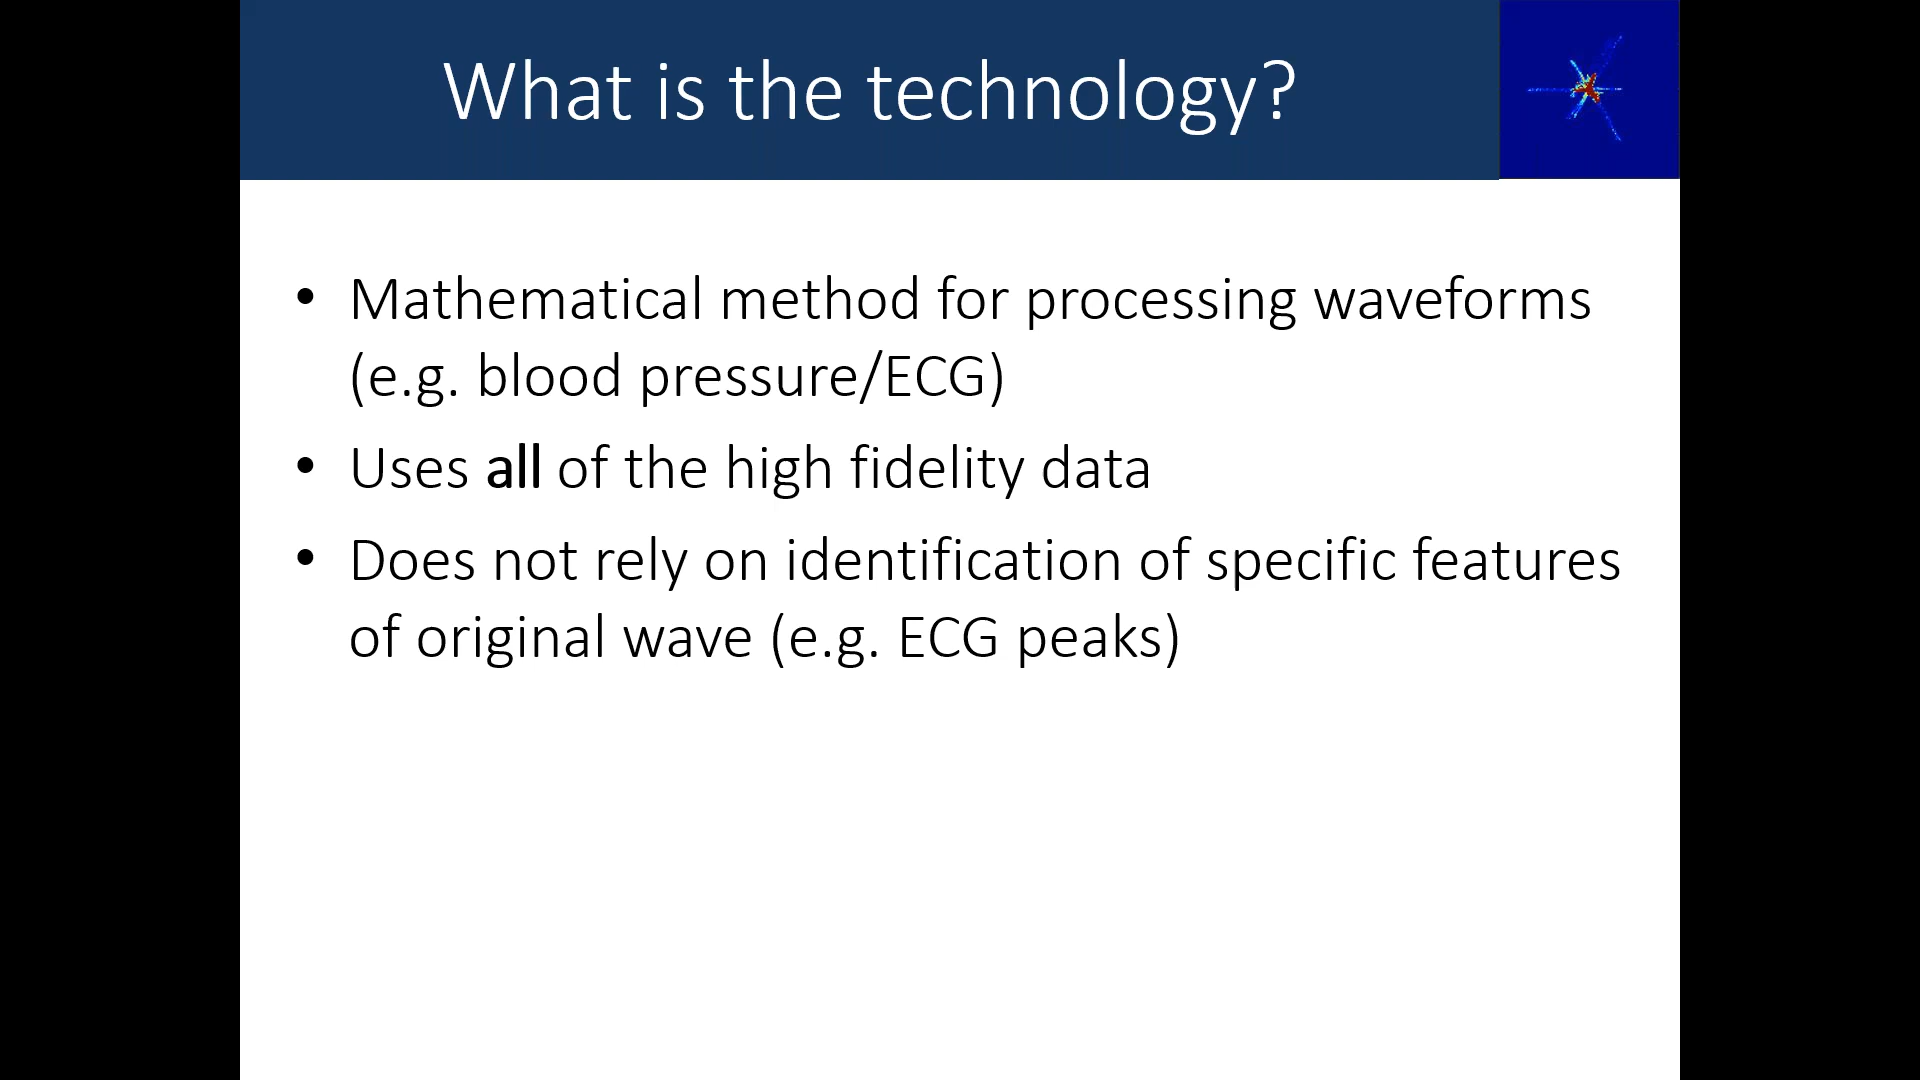 What is the technology?
• Mathematical method for processing waveforms
(e.g. blood pressure/ECG)
• Uses all of the high fidelity data
• Does not rely on identification of specific features
of original wave (e.g. ECG peaks)